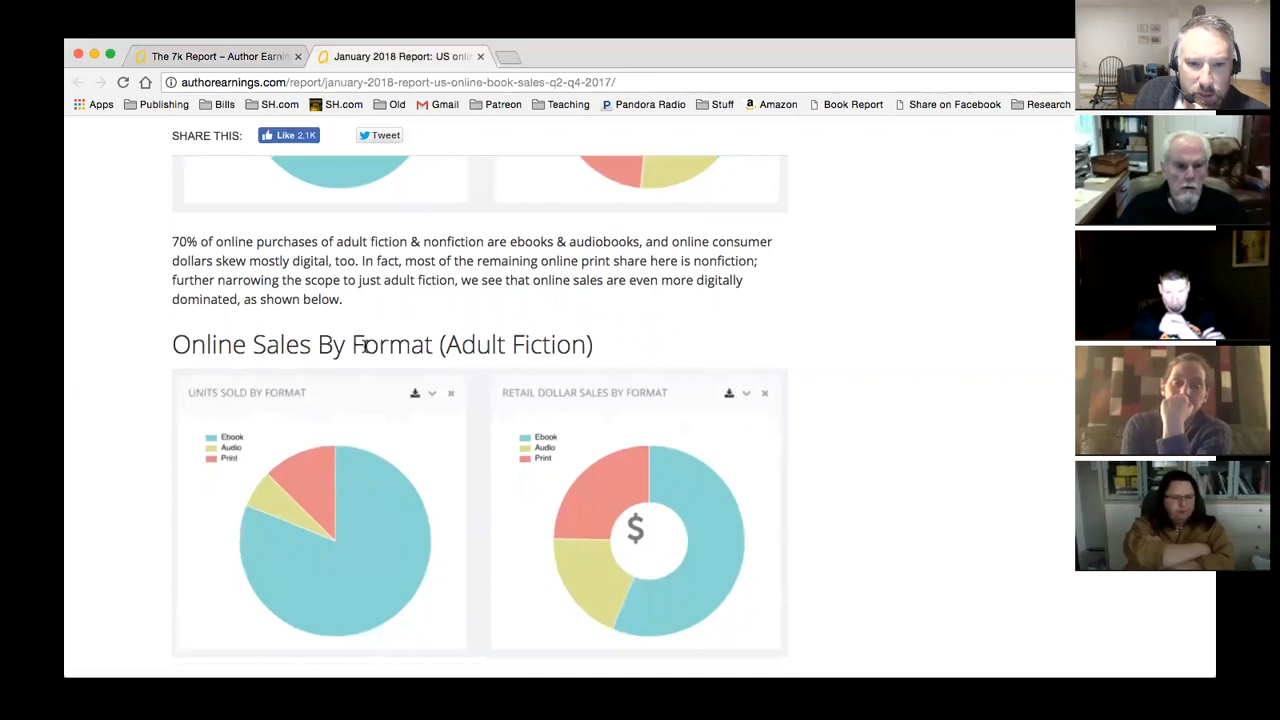 The 7k Report – Author Earnin
January 2018 Report: US onlin
authorearnings.com/report/january-2018-report-us-online-book-sales-q2-q4-2017/
Apps Publishing Bills SH.com SH.com Old Gmail Patreon Teaching Pandora Radio Stuff Amazon Book Report Share on Facebook Research
SHARE THIS: Like 2.1K Tweet
70% of online purchases of adult fiction & nonfiction are ebooks & audiobooks, and online consumer
dollars skew mostly digital, too. In fact, most of the remaining online print share here is nonfiction;
further narrowing the scope to just adult fiction, we see that online sales are even more digitally
dominated, as shown below.
Online Sales By Format (Adult Fiction)
UNITS SOLD BY FORMAT
Ebook
Audio
Print
RETAIL DOLLAR SALES BY FORMAT
Ebook
Audio
Print
$